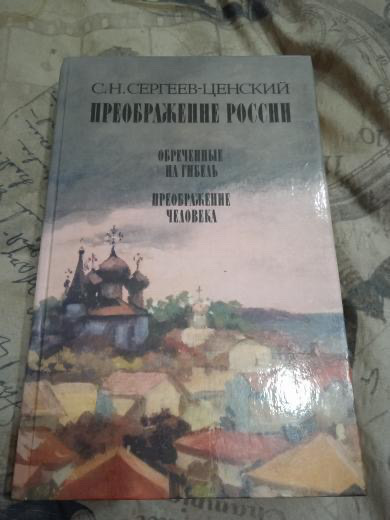 С.Н. СЕРГЕЕВ-ЦЕНСКИЙ
ПРЕОБРАЖЕНИЕ РОССИИ
ОБРЕЧЕННЫЕ
НА ГИБЕЛЬ
ПРЕОБРАЖЕНИЕ
ЧЕЛОВЕКА